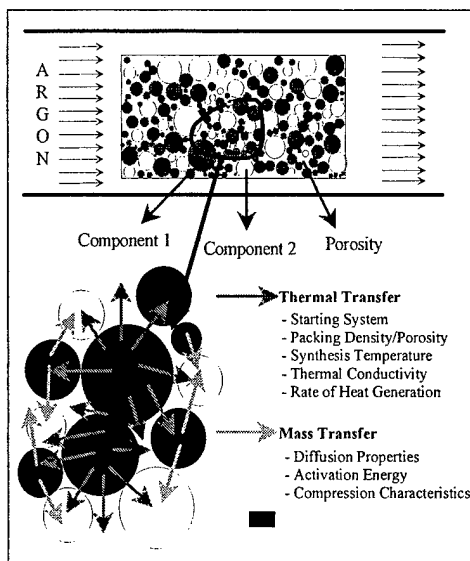 ARGON
Component 1
Component 2
Porosity
Thermal Transfer
- Starting System
- Packing Density/Porosity
- Synthesis Temperature
- Thermal Conductivity
- Rate of Heat Generation
Mass Transfer
- Diffusion Properties
- Activation Energy
- Compression Characteristics